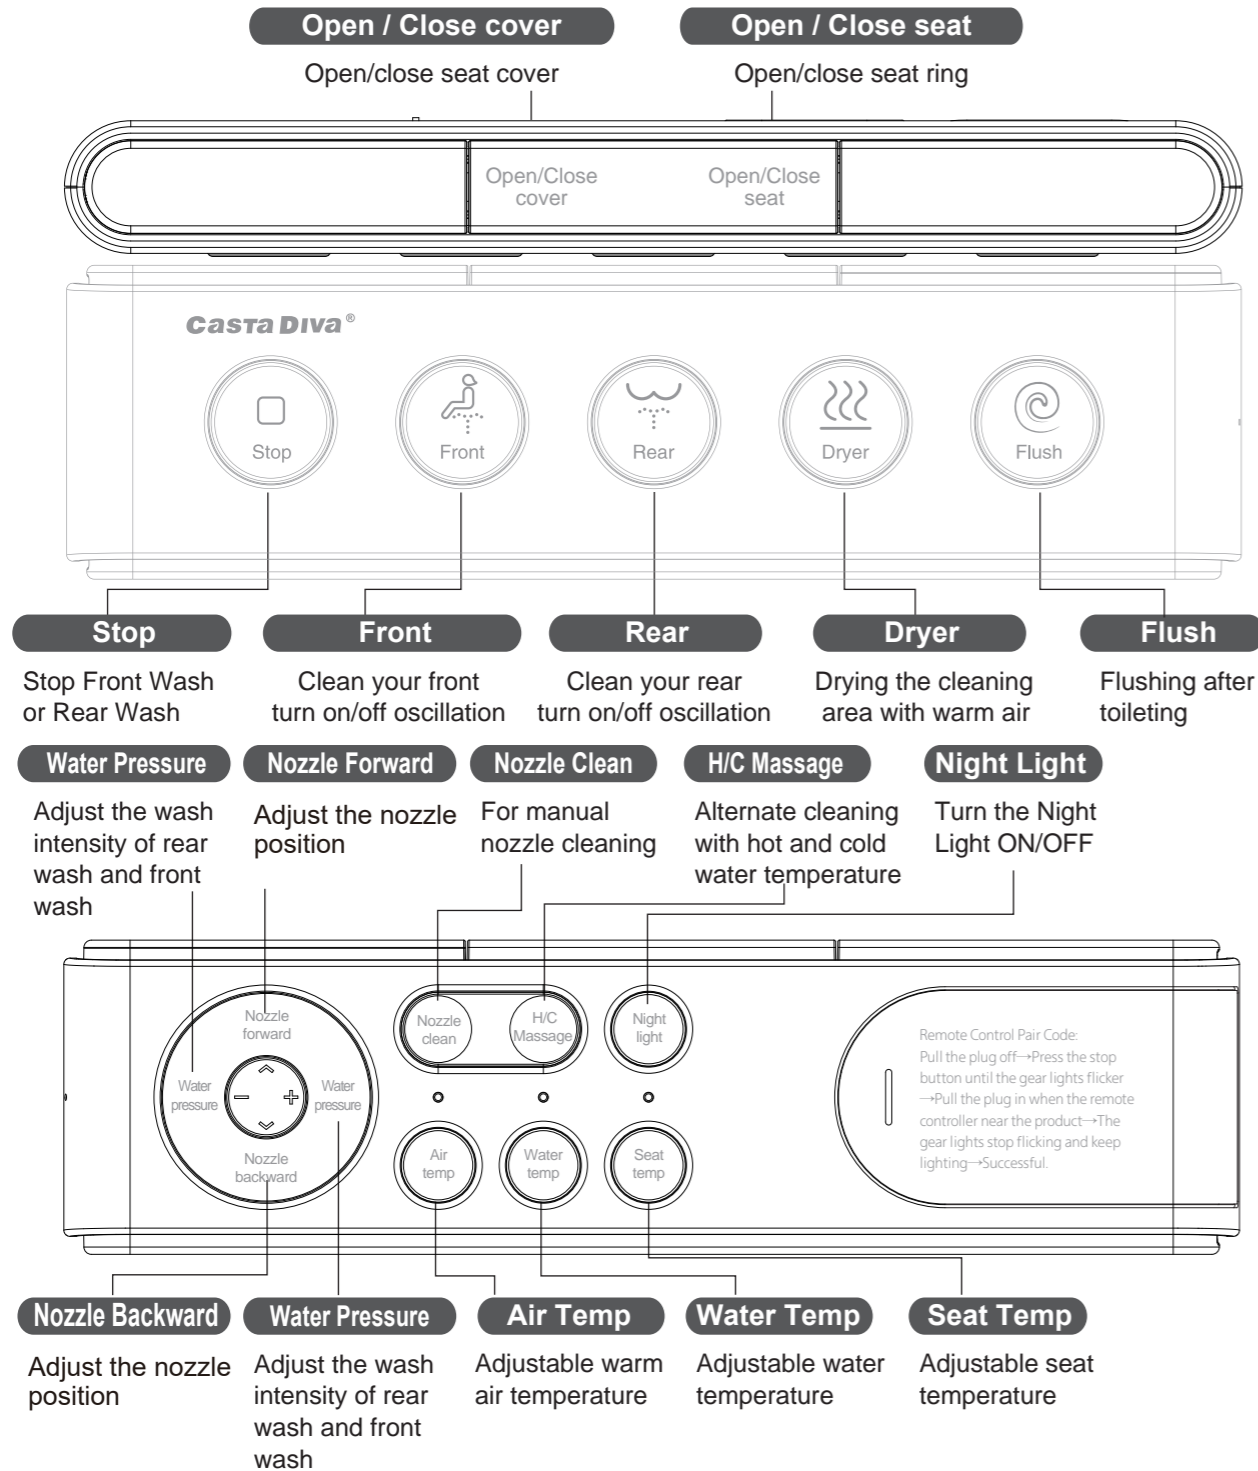 Open / Close cover
Open / Close seat
Open/close seat cover
Open/close seat ring
Open/Close
cover
Open/Close
seat
CASTA DIVA®
Stop
Front
Rear
Dryer
Flush
Stop
Front
Rear
Dryer
Flush
Stop Front Wash
or Rear Wash
Clean your front
turn on/off oscillation
Clean your rear
turn on/off oscillation
Drying the cleaning
area with warm air
Flushing after
toileting
Water Pressure
Nozzle Forward
Nozzle Clean
H/C Massage
Night Light
Adjust the wash
intensity of rear
wash and front
wash
Adjust the nozzle
position
For manual
nozzle cleaning
Alternate cleaning
with hot and cold
water temperature
Turn the Night
Light ON/OFF
Nozzle
forward
Water
pressure
Water
pressure
Nozzle
backward
Nozzle
clean
H/C
Massage
Night
light
Air
temp
Water
temp
Seat
temp
Remote Control Pair Code:
Pull the plug off→Press the stop
button until the gear lights flicker
→Pull the plug in when the remote
controller near the product→The
gear lights stop flicking and keep
lighting→Successful.
Nozzle Backward
Water Pressure
Air Temp
Water Temp
Seat Temp
Adjust the nozzle
position
Adjust the wash
intensity of rear
wash and front
wash
Adjustable warm
air temperature
Adjustable water
temperature
Adjustable seat
temperature